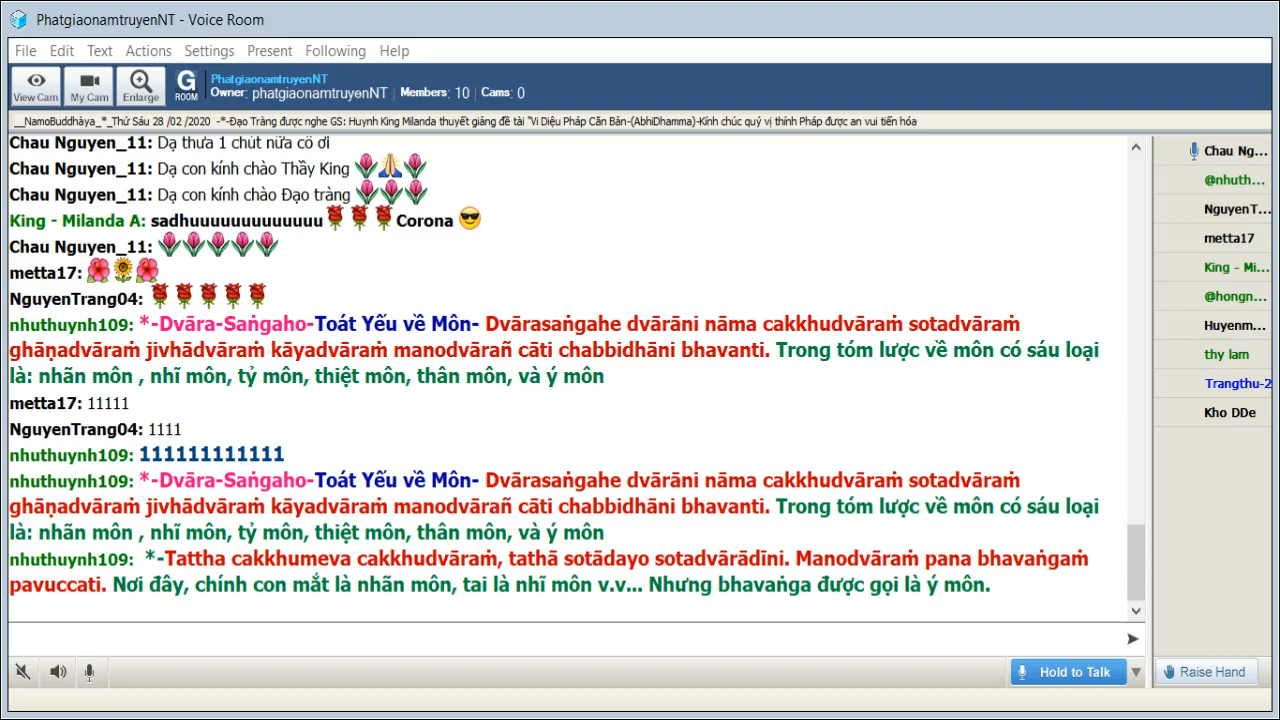 PhatgiaonamtruyenNT - Voice Room
File Edit Text Actions Settings Present Following Help
View Cam My Cam Enlarge G ROOM PhatgiaonamtruyenNT
Owner: phatgiaonamtruyenNT Members: 10 Cams: 0
__NamoBuddhàya_*_Thứ Sáu 28 /02 /2020 -*-Đạo Tràng được nghe GS: Huynh King Milanda thuyết giảng đề tài "Vi Diệu Pháp Căn Bản-(AbhiDhamma)-Kính chúc quý vị thính Pháp được an vui tiến hóa
Chau Nguyen_11: Dạ thưa 1 chút nữa cô ơi
Chau Nguyen_11: Dạ con kính chào Thầy King
Chau Nguyen_11: Dạ con kính chào Đạo tràng
King - Milanda A: sadhuuuuuuuuuuuuu Corona
Chau Nguyen_11:
metta17:
NguyenTrang04:
nhuthuynh109: *-Dvāra-Saṅgaho-Toát Yếu về Môn- Dvārasaṅgahe dvārāni nāma cakkhudvāraṁ sotadvāraṁ
ghāṇadvāraṁ jivhādvāraṁ kāyadvāraṁ manodvārañ cāti chabbidhāni bhavanti. Trong tóm lược về môn có sáu loại
là: nhãn môn , nhĩ môn, tỷ môn, thiệt môn, thân môn, và ý môn
metta17: 11111
NguyenTrang04: 1111
nhuthuynh109: 111111111111
nhuthuynh109: *-Dvāra-Saṅgaho-Toát Yếu về Môn- Dvārasaṅgahe dvārāni nāma cakkhudvāraṁ sotadvāraṁ
ghāṇadvāraṁ jivhādvāraṁ kāyadvāraṁ manodvārañ cāti chabbidhāni bhavanti. Trong tóm lược về môn có sáu loại
là: nhãn môn , nhĩ môn, tỷ môn, thiệt môn, thân môn, và ý môn
nhuthuynh109: *-Tattha cakkhumeva cakkhudvāraṁ, tathā sotādayo sotadvārādīni. Manodvāraṁ pana bhavaṅgaṁ
pavuccati. Nơi đây, chính con mắt là nhãn môn, tai là nhĩ môn v.v... Nhưng bhavaṅga được gọi là ý môn.
Chau Ng...
@nhuth...
NguyenT...
metta17
King - Mi...
@hongn...
Huyenm...
thy lam
Trangthu-2
Kho DDe
Hold to Talk
Raise Hand